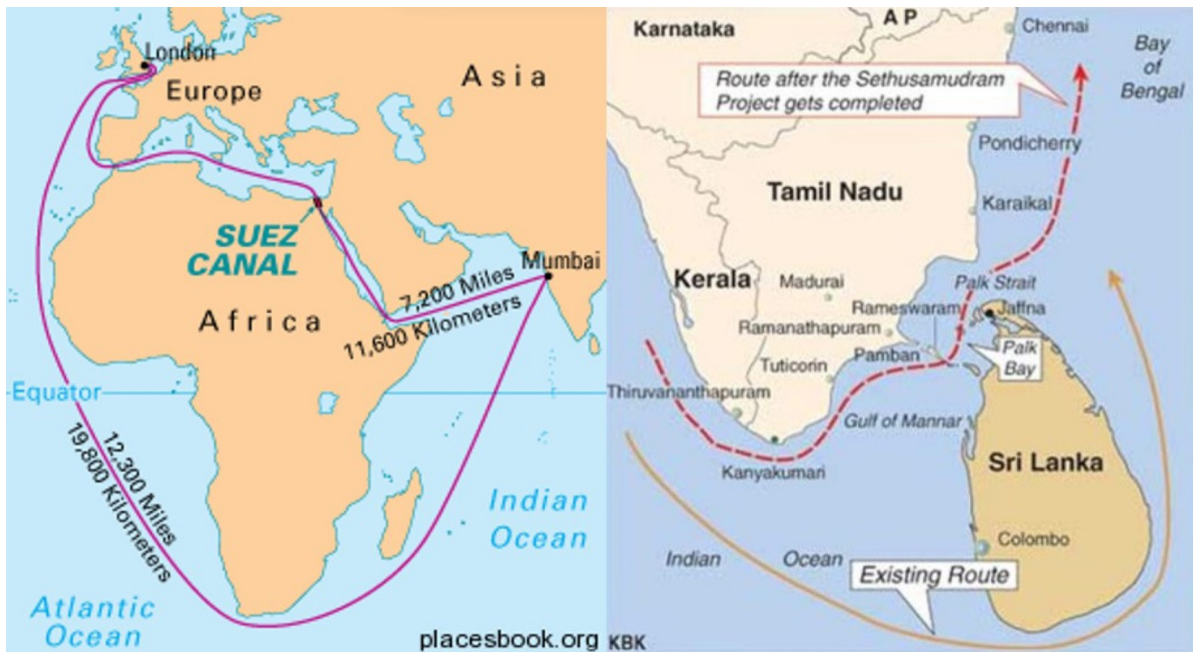 London
Europe
Asia
SUEZ
CANAL
Mumbai
7,200 Miles
11,600 Kilometers
Africa
Equator
12,300 Miles
19,800 Kilometers
Indian
Ocean
Atlantic
Ocean
placesbook.org
Karnataka
A P
Chennai
Bay
of
Bengal
Route after the Sethusamudram
Project gets completed
Pondicherry
Tamil Nadu
Karaikal
Kerala
Madurai
Palk Strait
Rameswaram
Jaffna
Ramanathapuram
Pamban
Palk
Bay
Tuticorin
Thiruvananthapuram
Gulf of Mannar
Kanyakumari
Sri Lanka
Colombo
Indian
Ocean
Existing Route
KBK